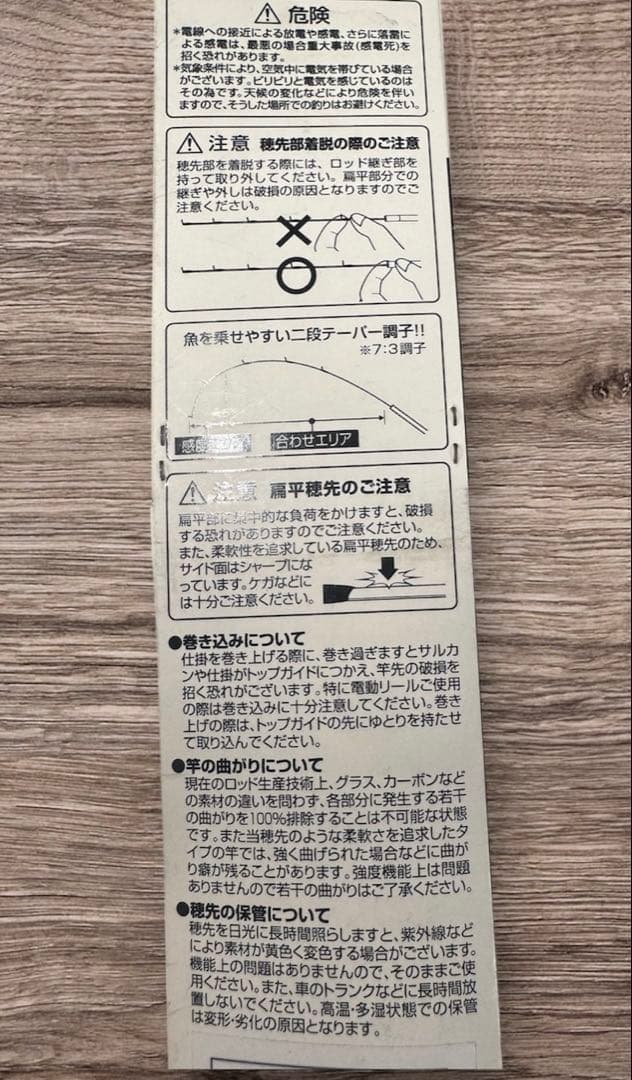 危険
*電線への接近による放電や感電、さらに落雷に
よる感電は、最悪の場合重大事故(感電死)を
招く恐れがあります。
*気象条件により、空気中に電気を帯びている場合
がございます。ビリビリと電気を感じているのは
その為です。天候の変化などにより危険を伴い
ますので、そうした場所での釣りはお避けください。
注意 穂先部着脱の際のご注意
穂先部を着脱する際には、ロッド継ぎ部を
持って取り外してください。扁平部分での
継ぎや外しは破損の原因となりますのでご
注意ください。
魚を乗せやすい二段テーパー調子!!
※7:3調子
合わせエリア
注意 扁平穂先のご注意
扁平部に集中的な負荷をかけますと、破損
する恐れがありますのでご注意ください。
また、柔軟性を追求している扁平穂先のため、
サイド面はシャープにな
っています。ケガなどに
は十分ご注意ください。
●巻き込みについて
仕掛を巻き上げる際に、巻き過ぎますとサルカ
ンや仕掛がトップガイドにつかえ、竿先の破損を
招く恐れがございます。特に電動リールご使用
の際は巻き込みに十分注意してください。巻き
上げの際は、トップガイドの先にゆとりを持たせ
て取り込んでください。
●竿の曲がりについて
現在のロッド生産技術上、グラス、カーボンなど
の素材の違いを問わず、各部分に発生する若干
の曲がりを100%排除することは不可能な状態
です。また当穂先のような柔軟さを追求したタ
イプの竿では、強く曲げられた場合などに曲が
り癖が残ることがあります。強度機能上は問題
ありませんので若干の曲がりはご了承ください。
●穂先の保管について
穂先を日光に長時間照らしますと、紫外線など
により素材が黄色く変色する場合がございます。
機能上の問題はありませんので、そのままご使
用ください。また、車のトランクなどに長時間放
置しないでください。高温・多湿状態での保管
は変形・劣化の原因となります。